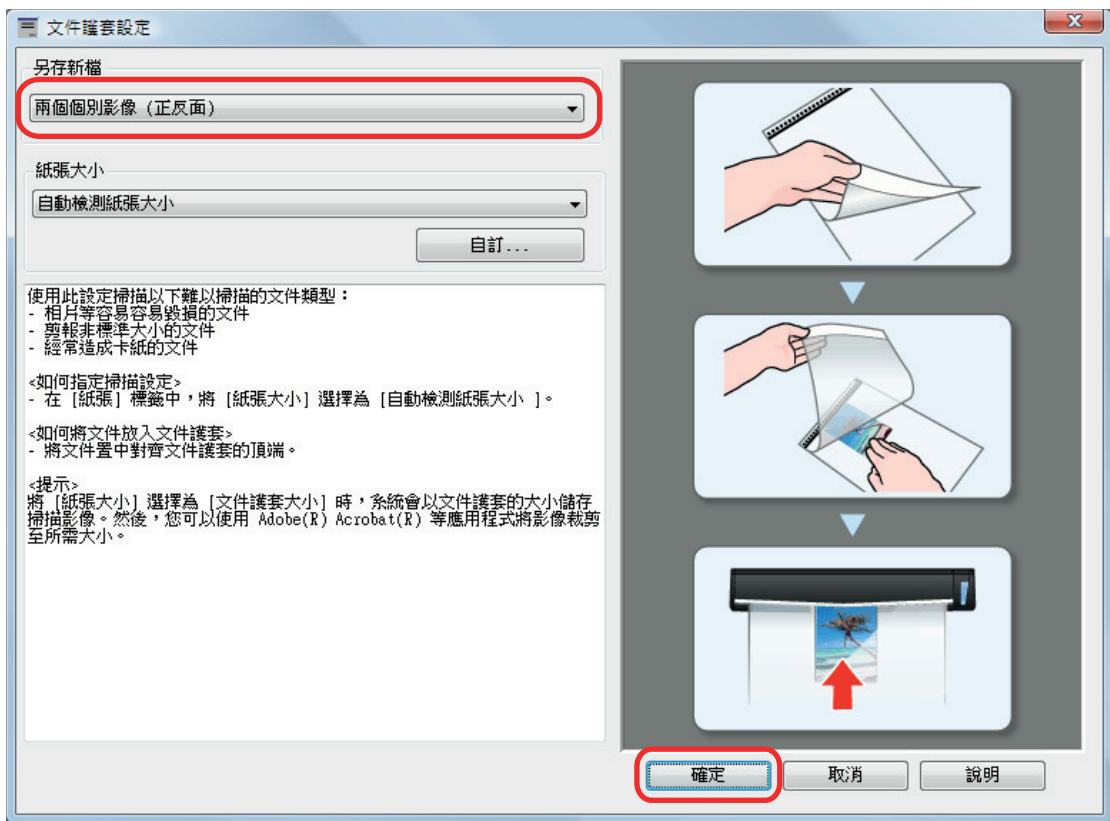 文件護套設定
另存新檔
兩個個別影像 (正反面)
紙張大小
自動檢測紙張大小
自訂...
使用此設定掃描以下難以掃描的文件類型：
- 相片等容易容易毀損的文件
- 剪報非標準大小的文件
- 經常造成卡紙的文件
<如何指定掃描設定>
- 在 [紙張] 標籤中，將 [紙張大小] 選擇為 [自動檢測紙張大小 ]。
<如何將文件放入文件護套>
- 將文件置中對齊文件護套的頂端。
<提示>
將 [紙張大小] 選擇為 [文件護套大小] 時，系統會以文件護套的大小儲存
掃描影像。然後，您可以使用 Adobe(R) Acrobat(R) 等應用程式將影像裁剪
至所需大小。
確定
取消
說明